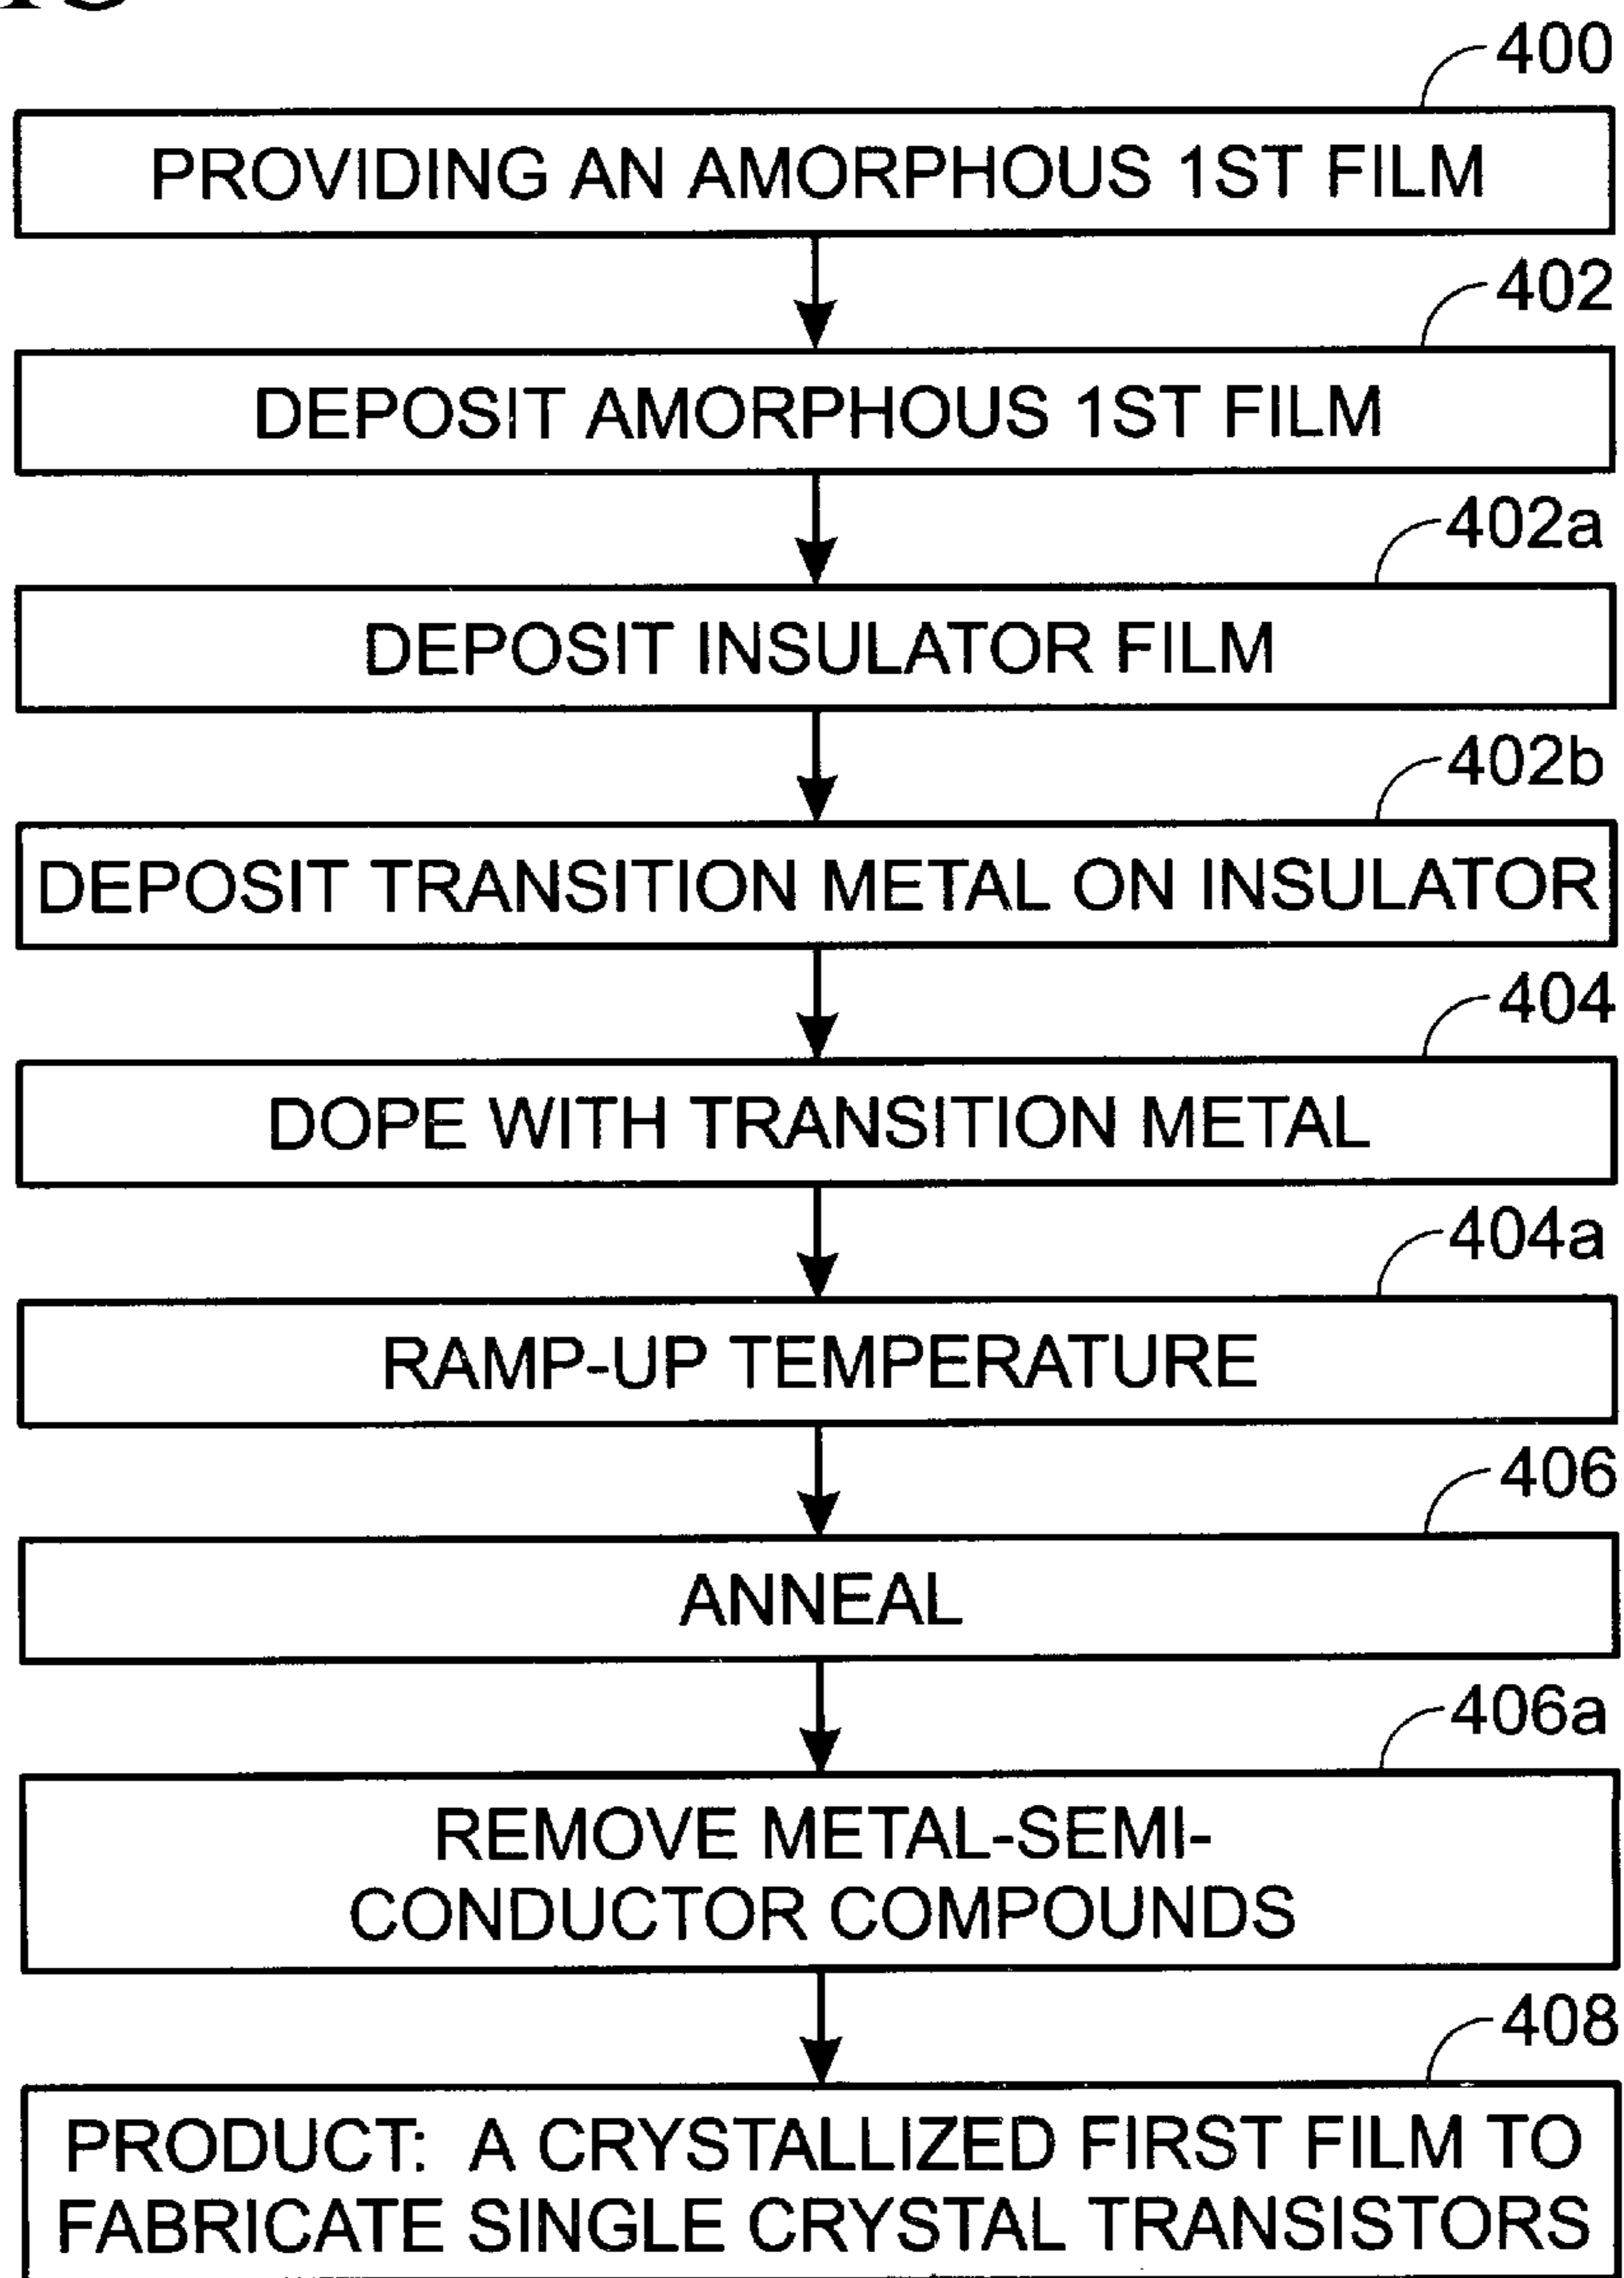 400
PROVIDING AN AMORPHOUS 1ST FILM
402
DEPOSIT AMORPHOUS 1ST FILM
402a
DEPOSIT INSULATOR FILM
402b
DEPOSIT TRANSITION METAL ON INSULATOR
404
DOPE WITH TRANSITION METAL
404a
RAMP-UP TEMPERATURE
406
ANNEAL
406a
REMOVE METAL-SEMI-
CONDUCTOR COMPOUNDS
408
PRODUCT: A CRYSTALLIZED FIRST FILM TO
FABRICATE SINGLE CRYSTAL TRANSISTORS